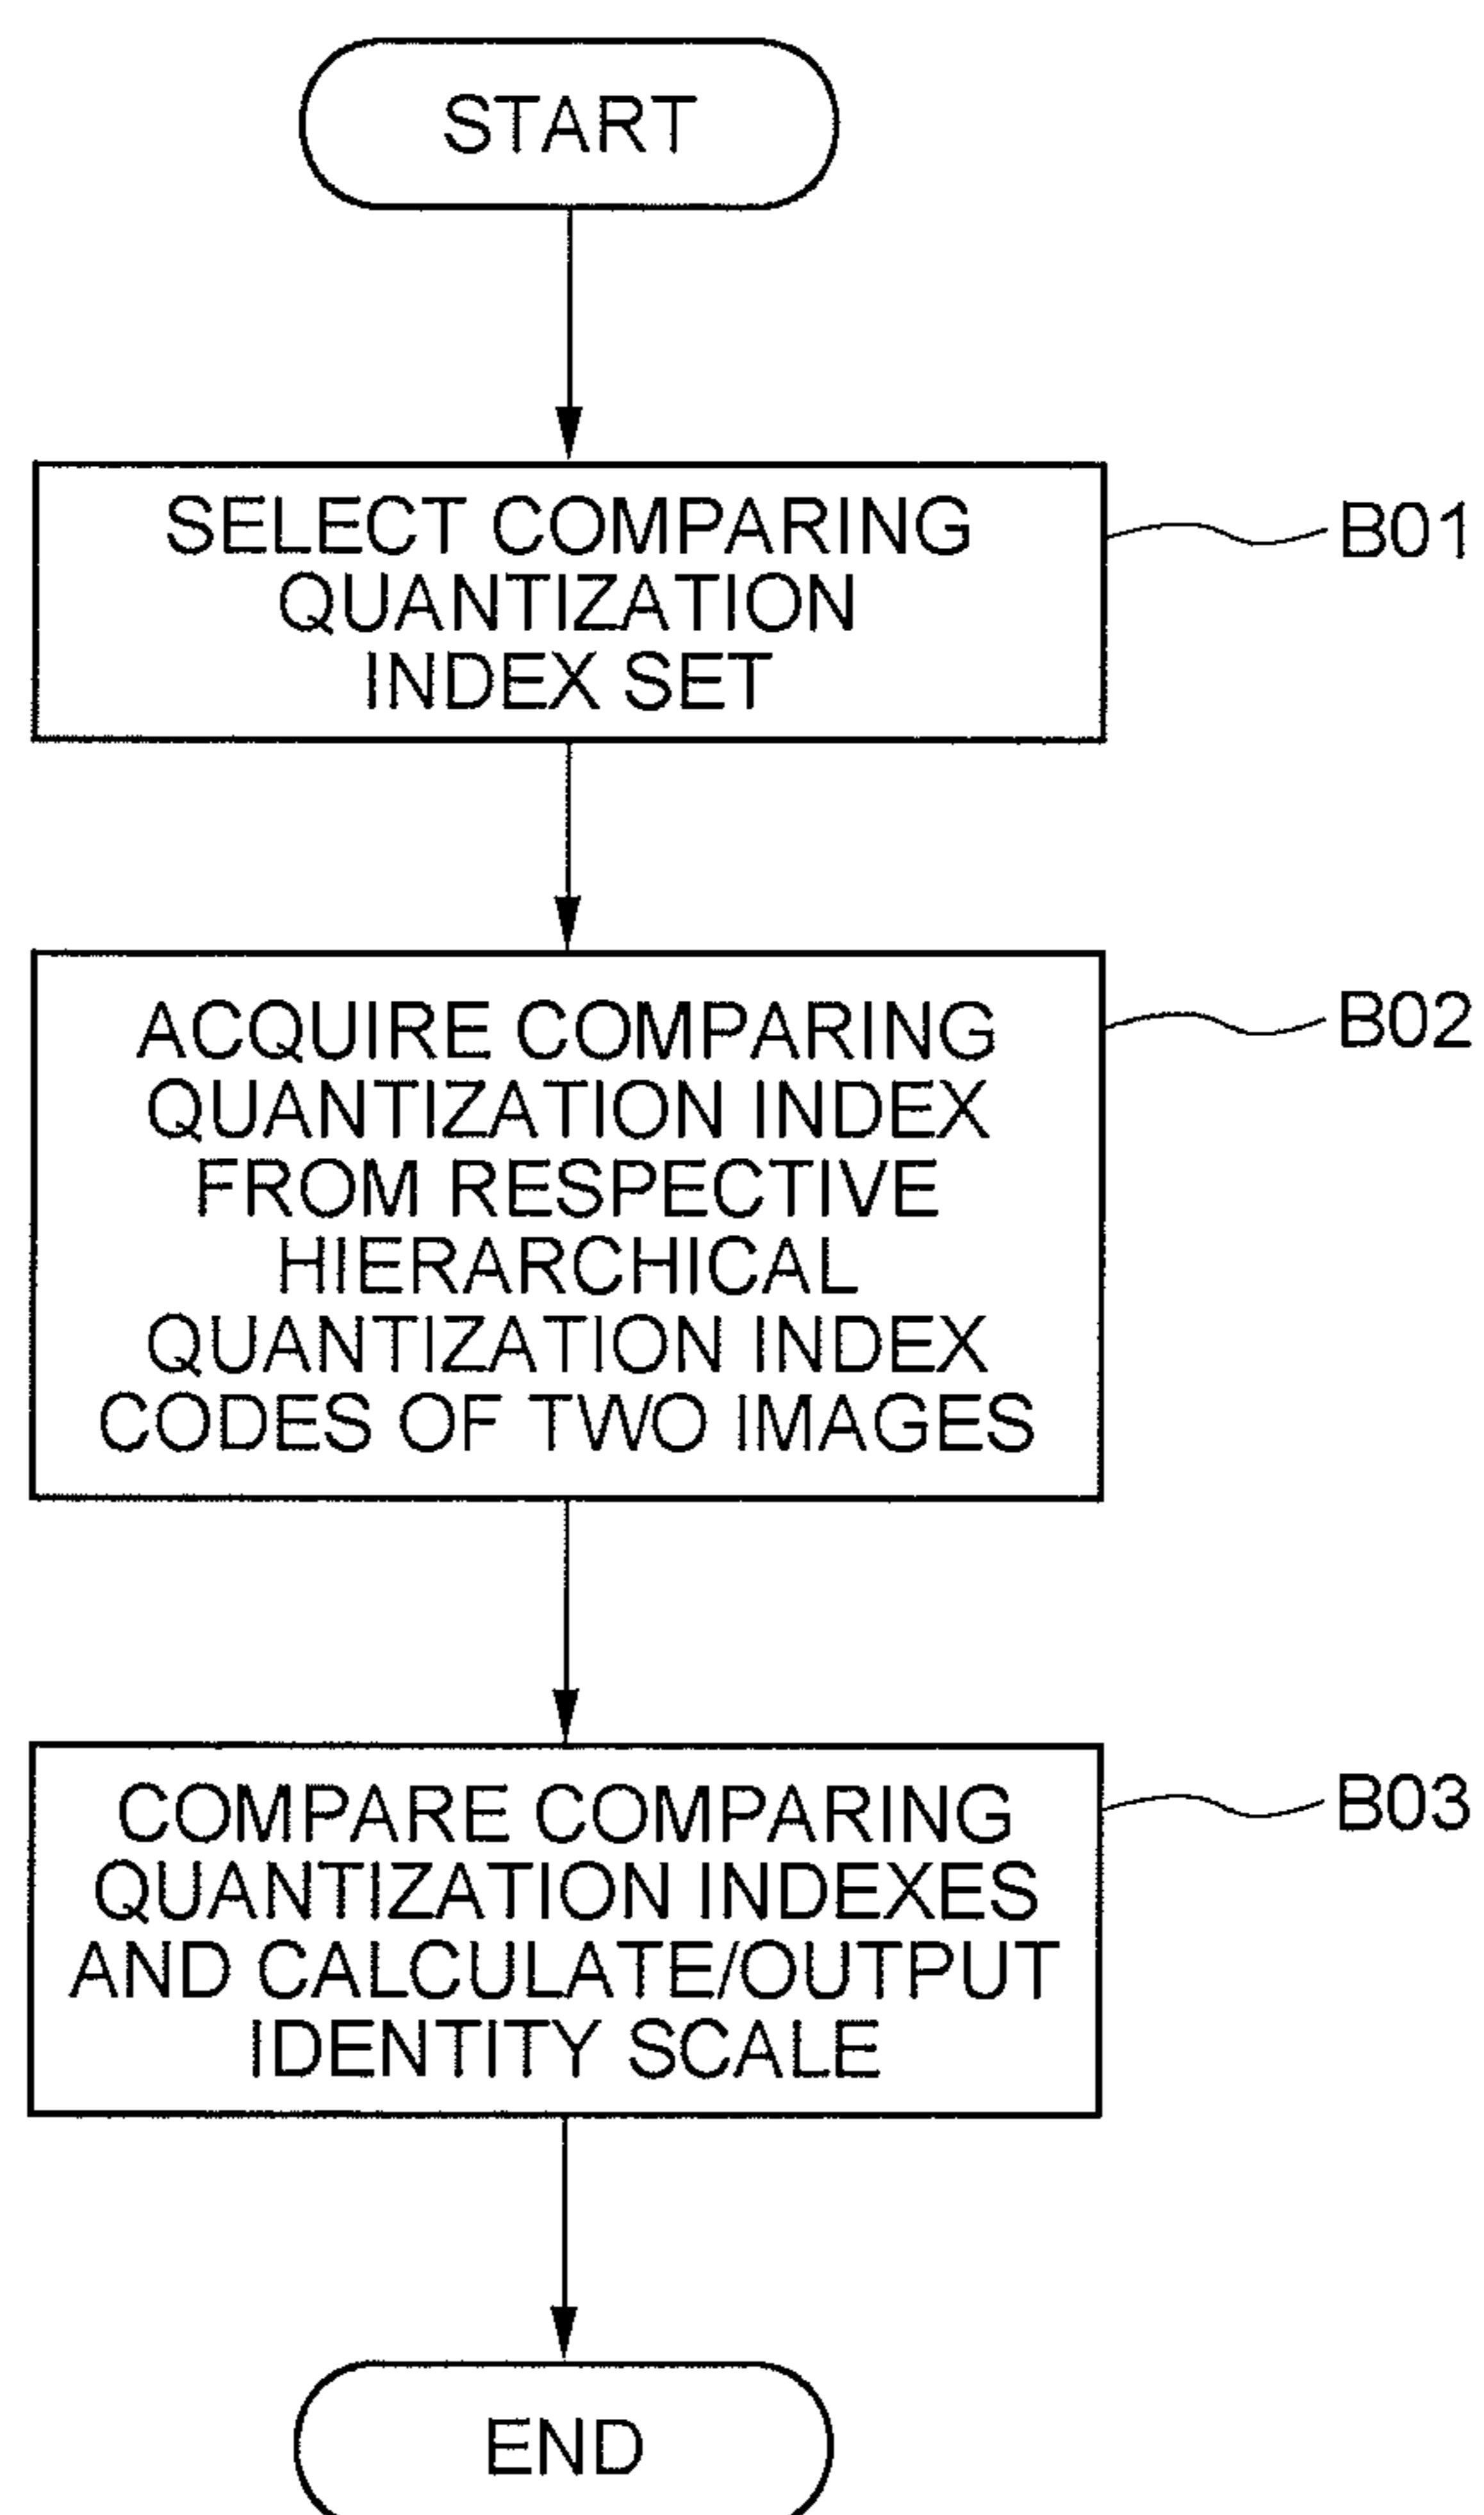 START
SELECT COMPARING
QUANTIZATION
INDEX SET
B01
ACQUIRE COMPARING
QUANTIZATION INDEX
FROM RESPECTIVE
HIERARCHICAL
QUANTIZATION INDEX
CODES OF TWO IMAGES
B02
COMPARE COMPARING
QUANTIZATION INDEXES
AND CALCULATE/OUTPUT
IDENTITY SCALE
B03
END